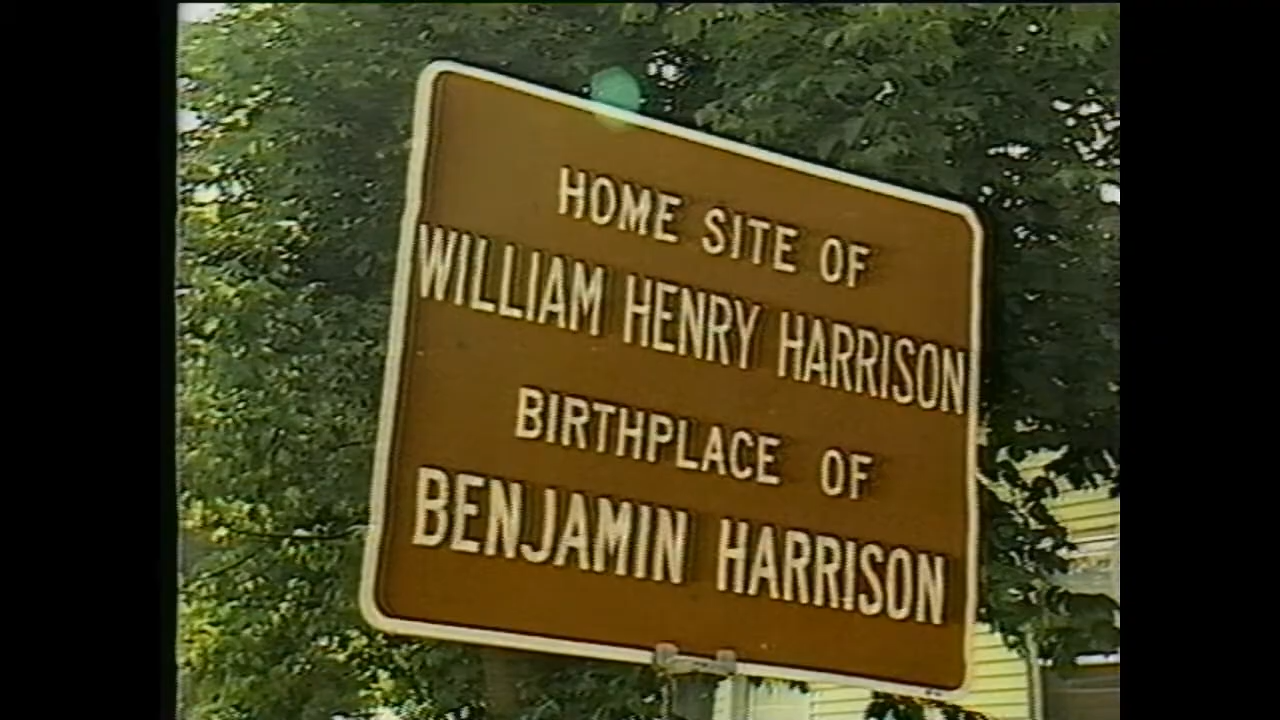 HOME SITE OF
WILLIAM HENRY HARRISON
BIRTHPLACE OF
BENJAMIN HARRISON